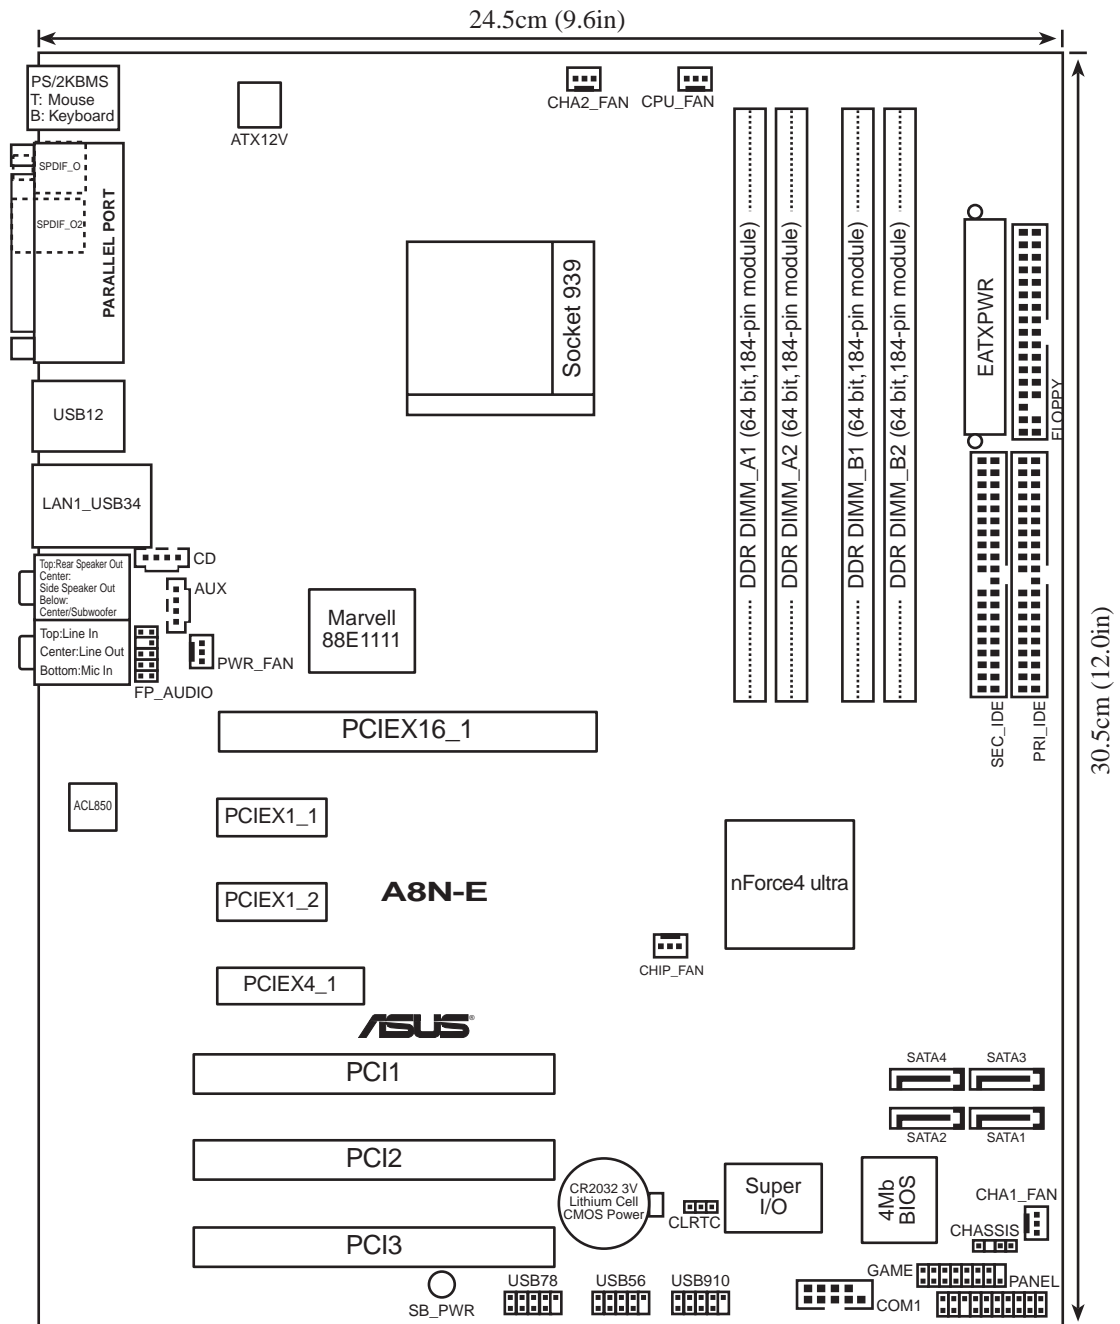 24.5cm (9.6in)
PS/2KBMS
T: Mouse
B: Keyboard
ATX12V
CHA2_FAN
CPU_FAN
SPDIF_O
SPDIF_O2
PARALLEL PORT
Socket 939
DDR DIMM_A1 (64 bit,184-pin module)
DDR DIMM_A2 (64 bit,184-pin module)
DDR DIMM_B1 (64 bit,184-pin module)
DDR DIMM_B2 (64 bit,184-pin module)
EATXPWR
FLOPPY
USB12
LAN1_USB34
CD
Top:Rear Speaker Out
Center:
Side Speaker Out
Below:
Center/Subwoofer
AUX
Top:Line In
Center:Line Out
Bottom:Mic In
FP_AUDIO
PWR_FAN
Marvell
88E1111
SEC_IDE
PRI_IDE
30.5cm (12.0in)
PCIEX16_1
ACL850
PCIEX1_1
nForce4 ultra
PCIEX1_2
A8N-E
CHIP_FAN
PCIEX4_1
ASUS®
PCI1
SATA4
SATA3
SATA2
SATA1
PCI2
CR2032 3V
Lithium Cell
CMOS Power
CLRTC
Super
I/O
4Mb
BIOS
CHA1_FAN
CHASSIS
PCI3
GAME
PANEL
SB_PWR
USB78
USB56
USB910
COM1